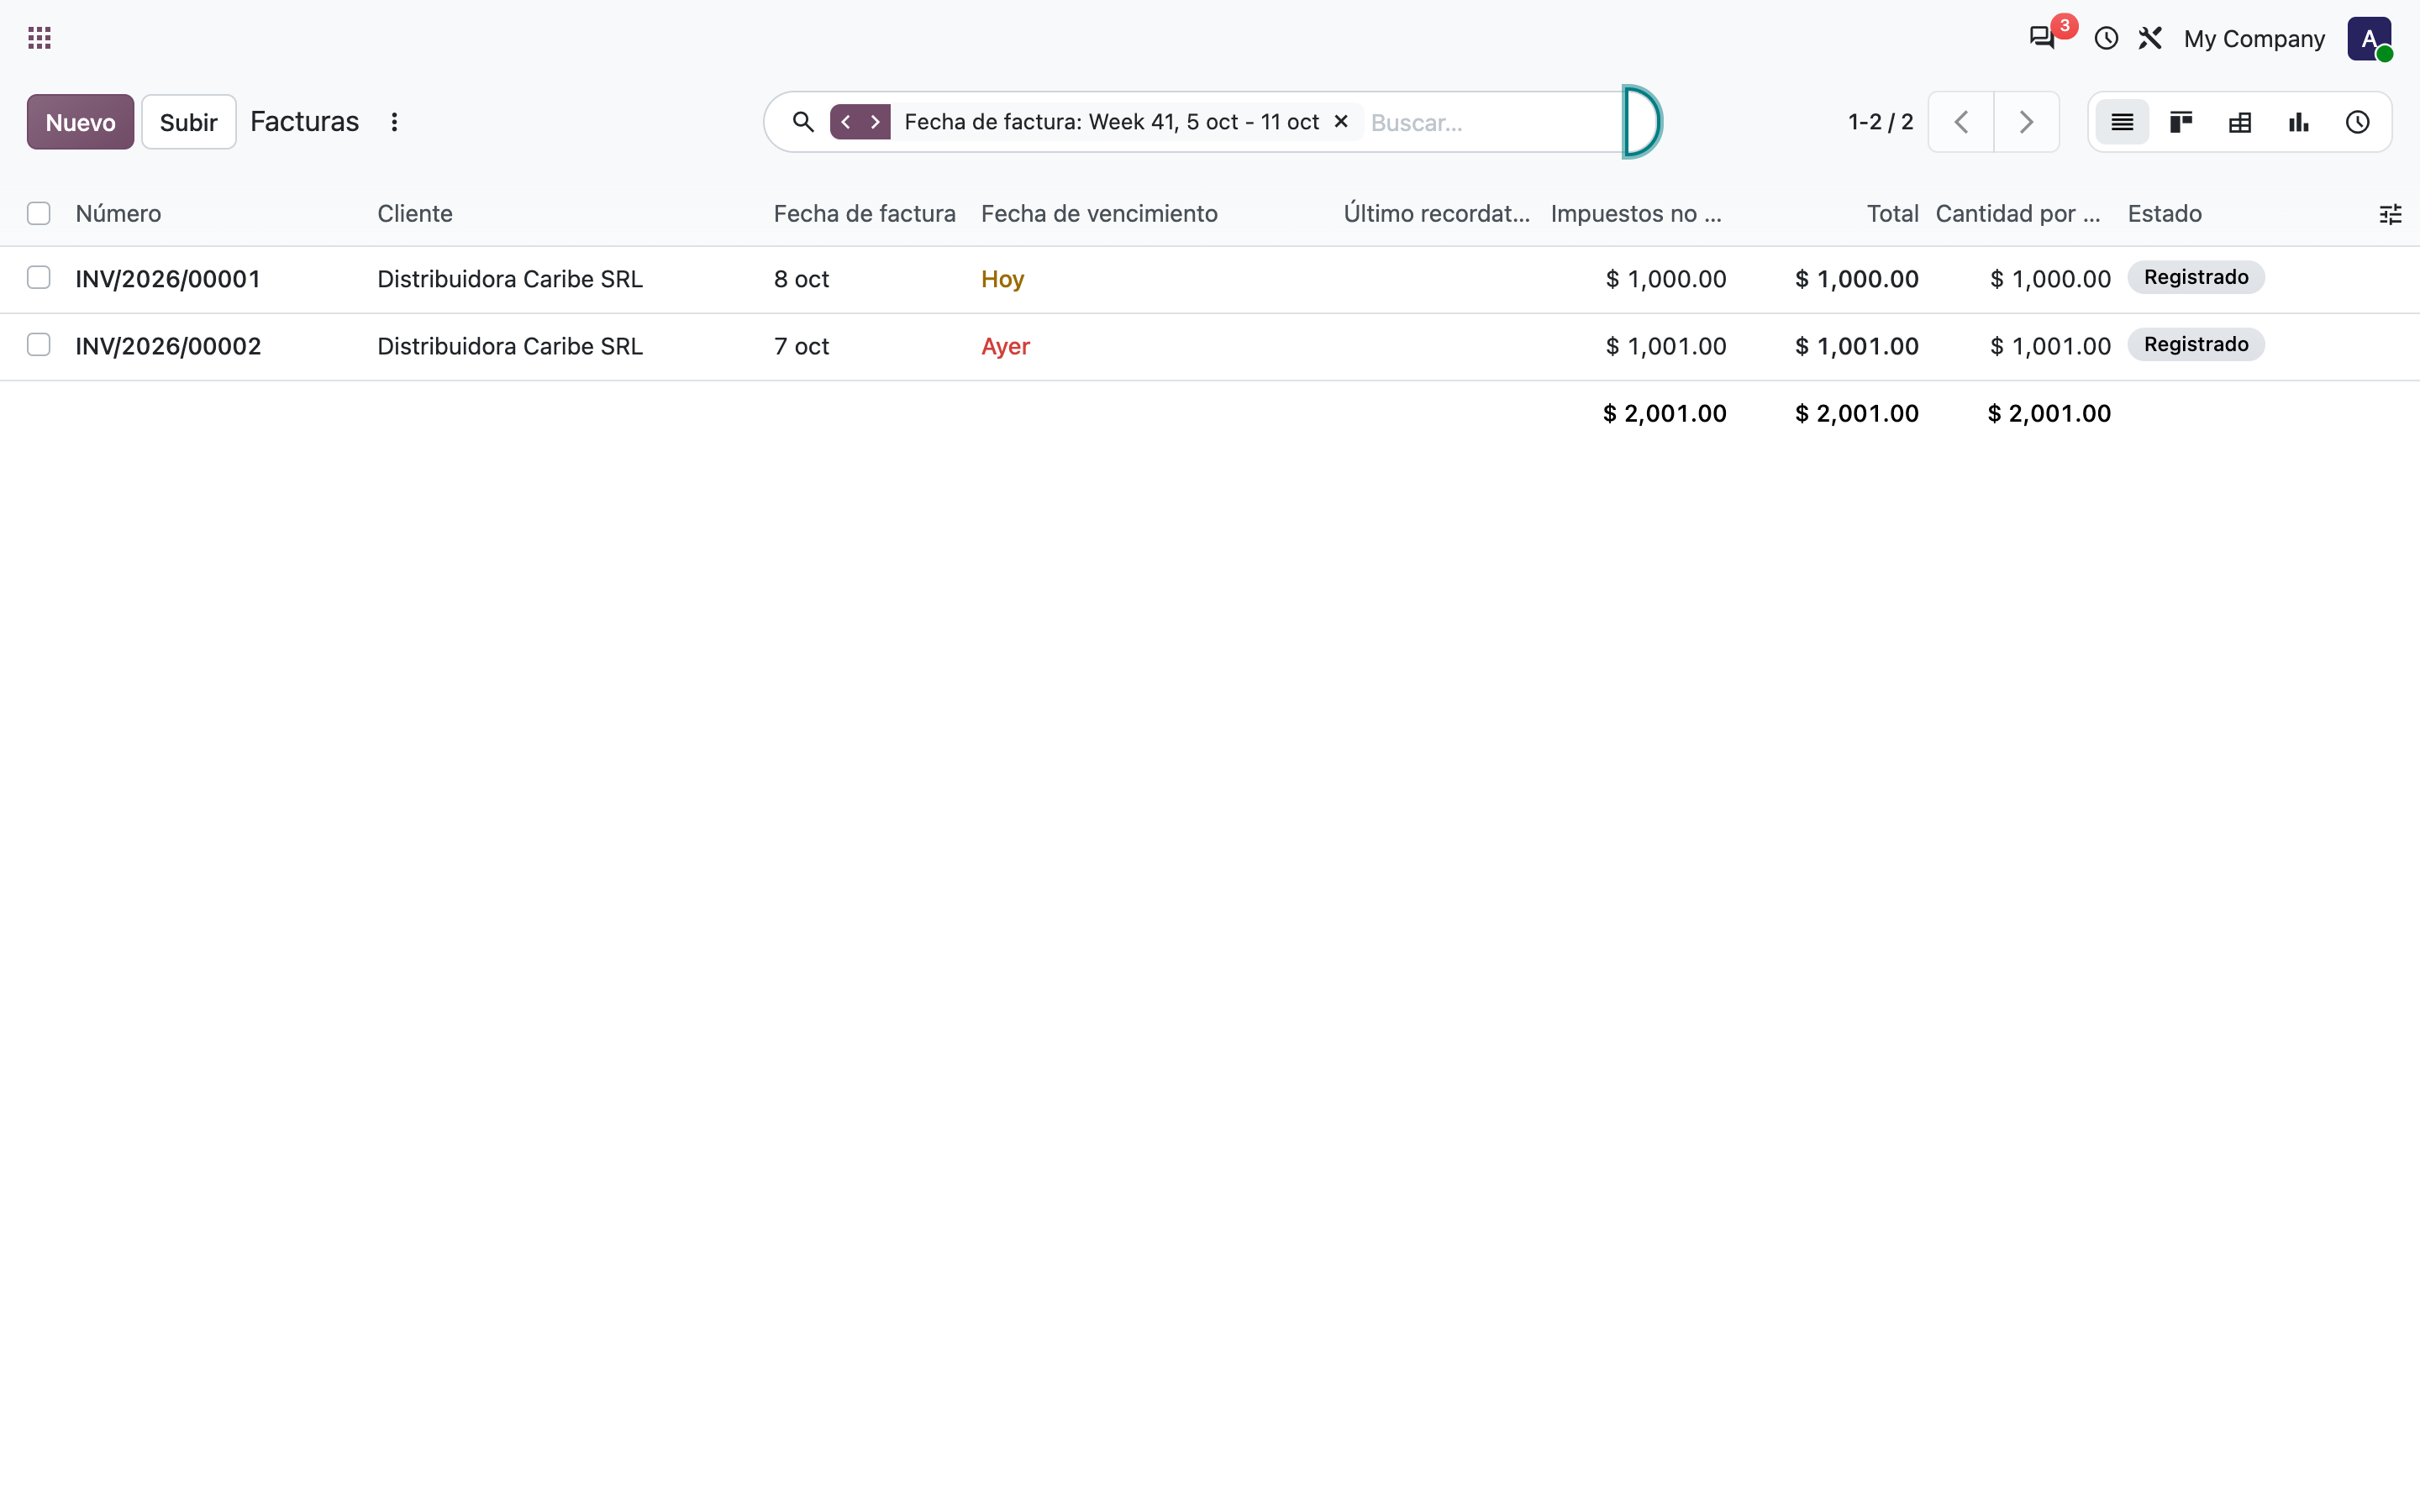 3
My Company
A
Nuevo Subir Facturas
Fecha de factura: Week 41, 5 oct - 11 oct
Buscar...
1-2 / 2
Número Cliente Fecha de factura Fecha de vencimiento Último recordat... Impuestos no ... Total Cantidad por ... Estado
INV/2026/00001 Distribuidora Caribe SRL 8 oct Hoy $ 1,000.00 $ 1,000.00 $ 1,000.00 Registrado
INV/2026/00002 Distribuidora Caribe SRL 7 oct Ayer $ 1,001.00 $ 1,001.00 $ 1,001.00 Registrado
$ 2,001.00 $ 2,001.00 $ 2,001.00